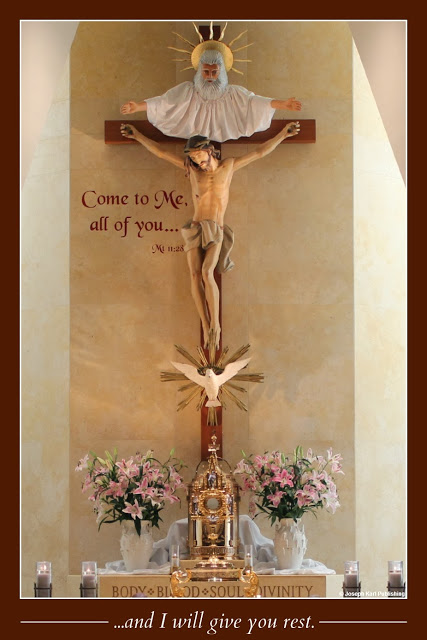 Come to Me,
all of you...
Mt 11:28
BODY BLOOD SOUL DIVINITY
© Joseph Karl Publishing
...and I will give you rest.